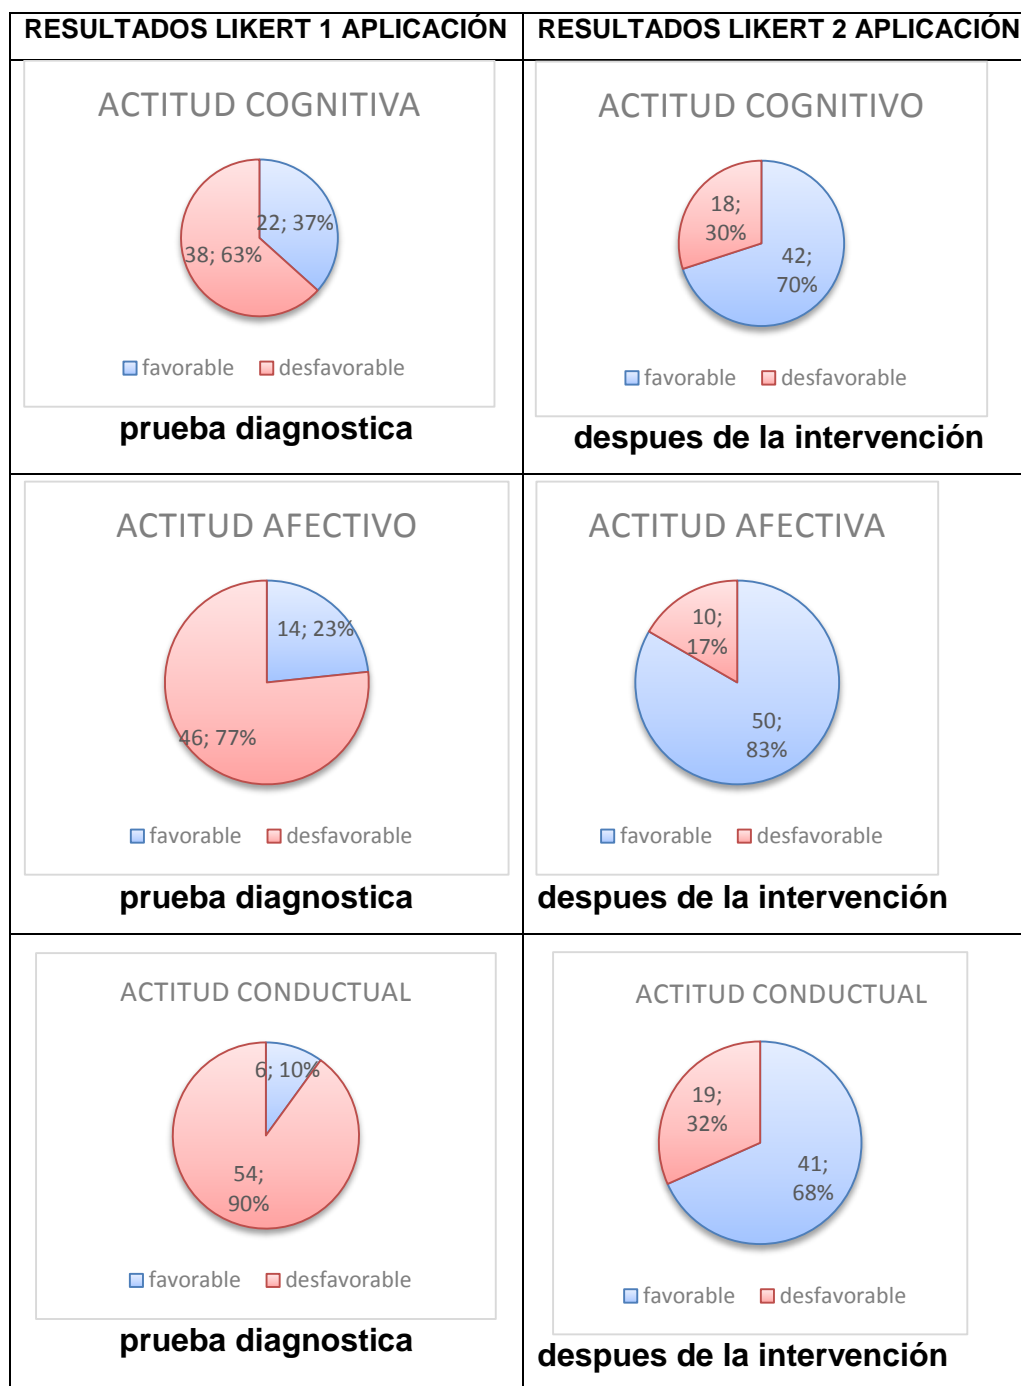 RESULTADOS LIKERT 1 APLICACIÓN
RESULTADOS LIKERT 2 APLICACIÓN
ACTITUD COGNITIVA
22; 37%
38; 63%
favorable desfavorable
prueba diagnostica
ACTITUD COGNITIVO
18;
30%
42;
70%
favorable desfavorable
despues de la intervención
ACTITUD AFECTIVO
14; 23%
46; 77%
favorable desfavorable
prueba diagnostica
ACTITUD AFECTIVA
10;
17%
50;
83%
favorable desfavorable
despues de la intervención
ACTITUD CONDUCTUAL
6; 10%
54;
90%
favorable desfavorable
prueba diagnostica
ACTITUD CONDUCTUAL
19;
32%
41;
68%
favorable desfavorable
despues de la intervención